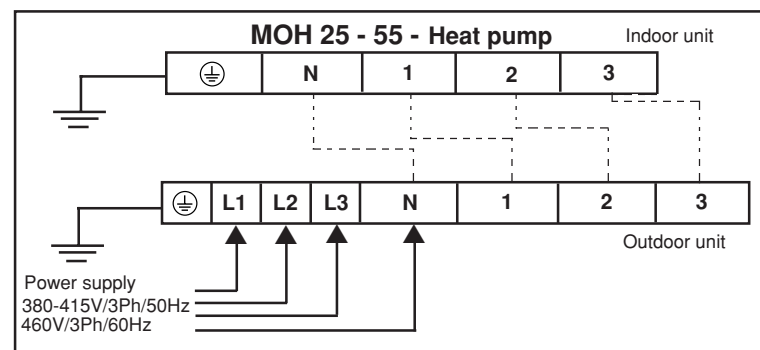 MOH 25 - 55 - Heat pump
Indoor unit
N 1 2 3
L1 L2 L3 N 1 2 3
Outdoor unit
Power supply
380-415V/3Ph/50Hz
460V/3Ph/60Hz